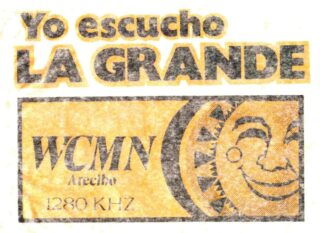 Yo escucho
LA GRANDE
WCMN
Arecibo
1280 KHZ